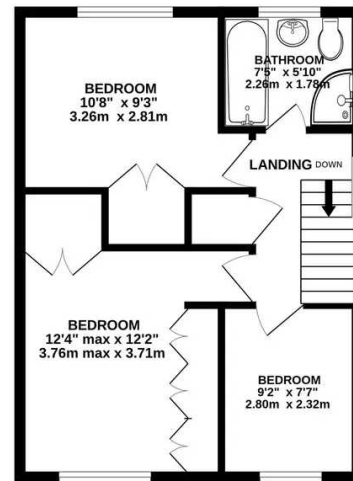 BATHROOM
7'5" x 5'10"
2.26m x 1.78m
BEDROOM
10'8" x 9'3"
3.26m x 2.81m
LANDING DOWN
BEDROOM
12'4" max x 12'2"
3.76m max x 3.71m
BEDROOM
9'2" x 7'7"
2.80m x 2.32m